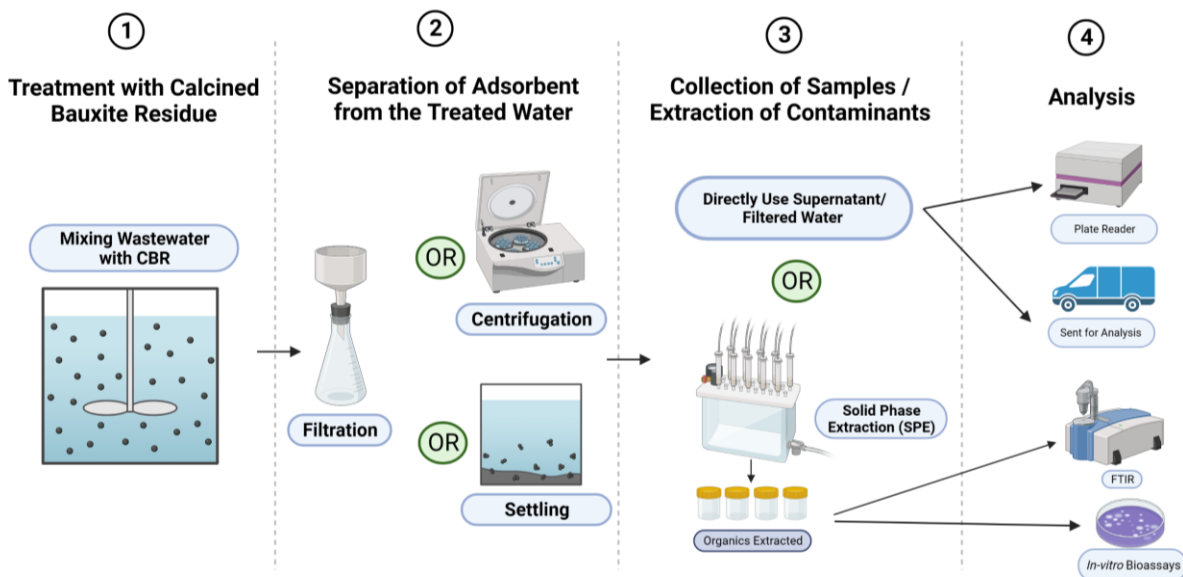 1
Treatment with Calcined
Bauxite Residue
Mixing Wastewater
with CBR
2
Separation of Adsorbent
from the Treated Water
Filtration
OR
Centrifugation
OR
Settling
3
Collection of Samples /
Extraction of Contaminants
Directly Use Supernatant/
Filtered Water
OR
Solid Phase
Extraction (SPE)
Organics Extracted
4
Analysis
Plate Reader
Sent for Analysis
FTIR
In-vitro Bioassays